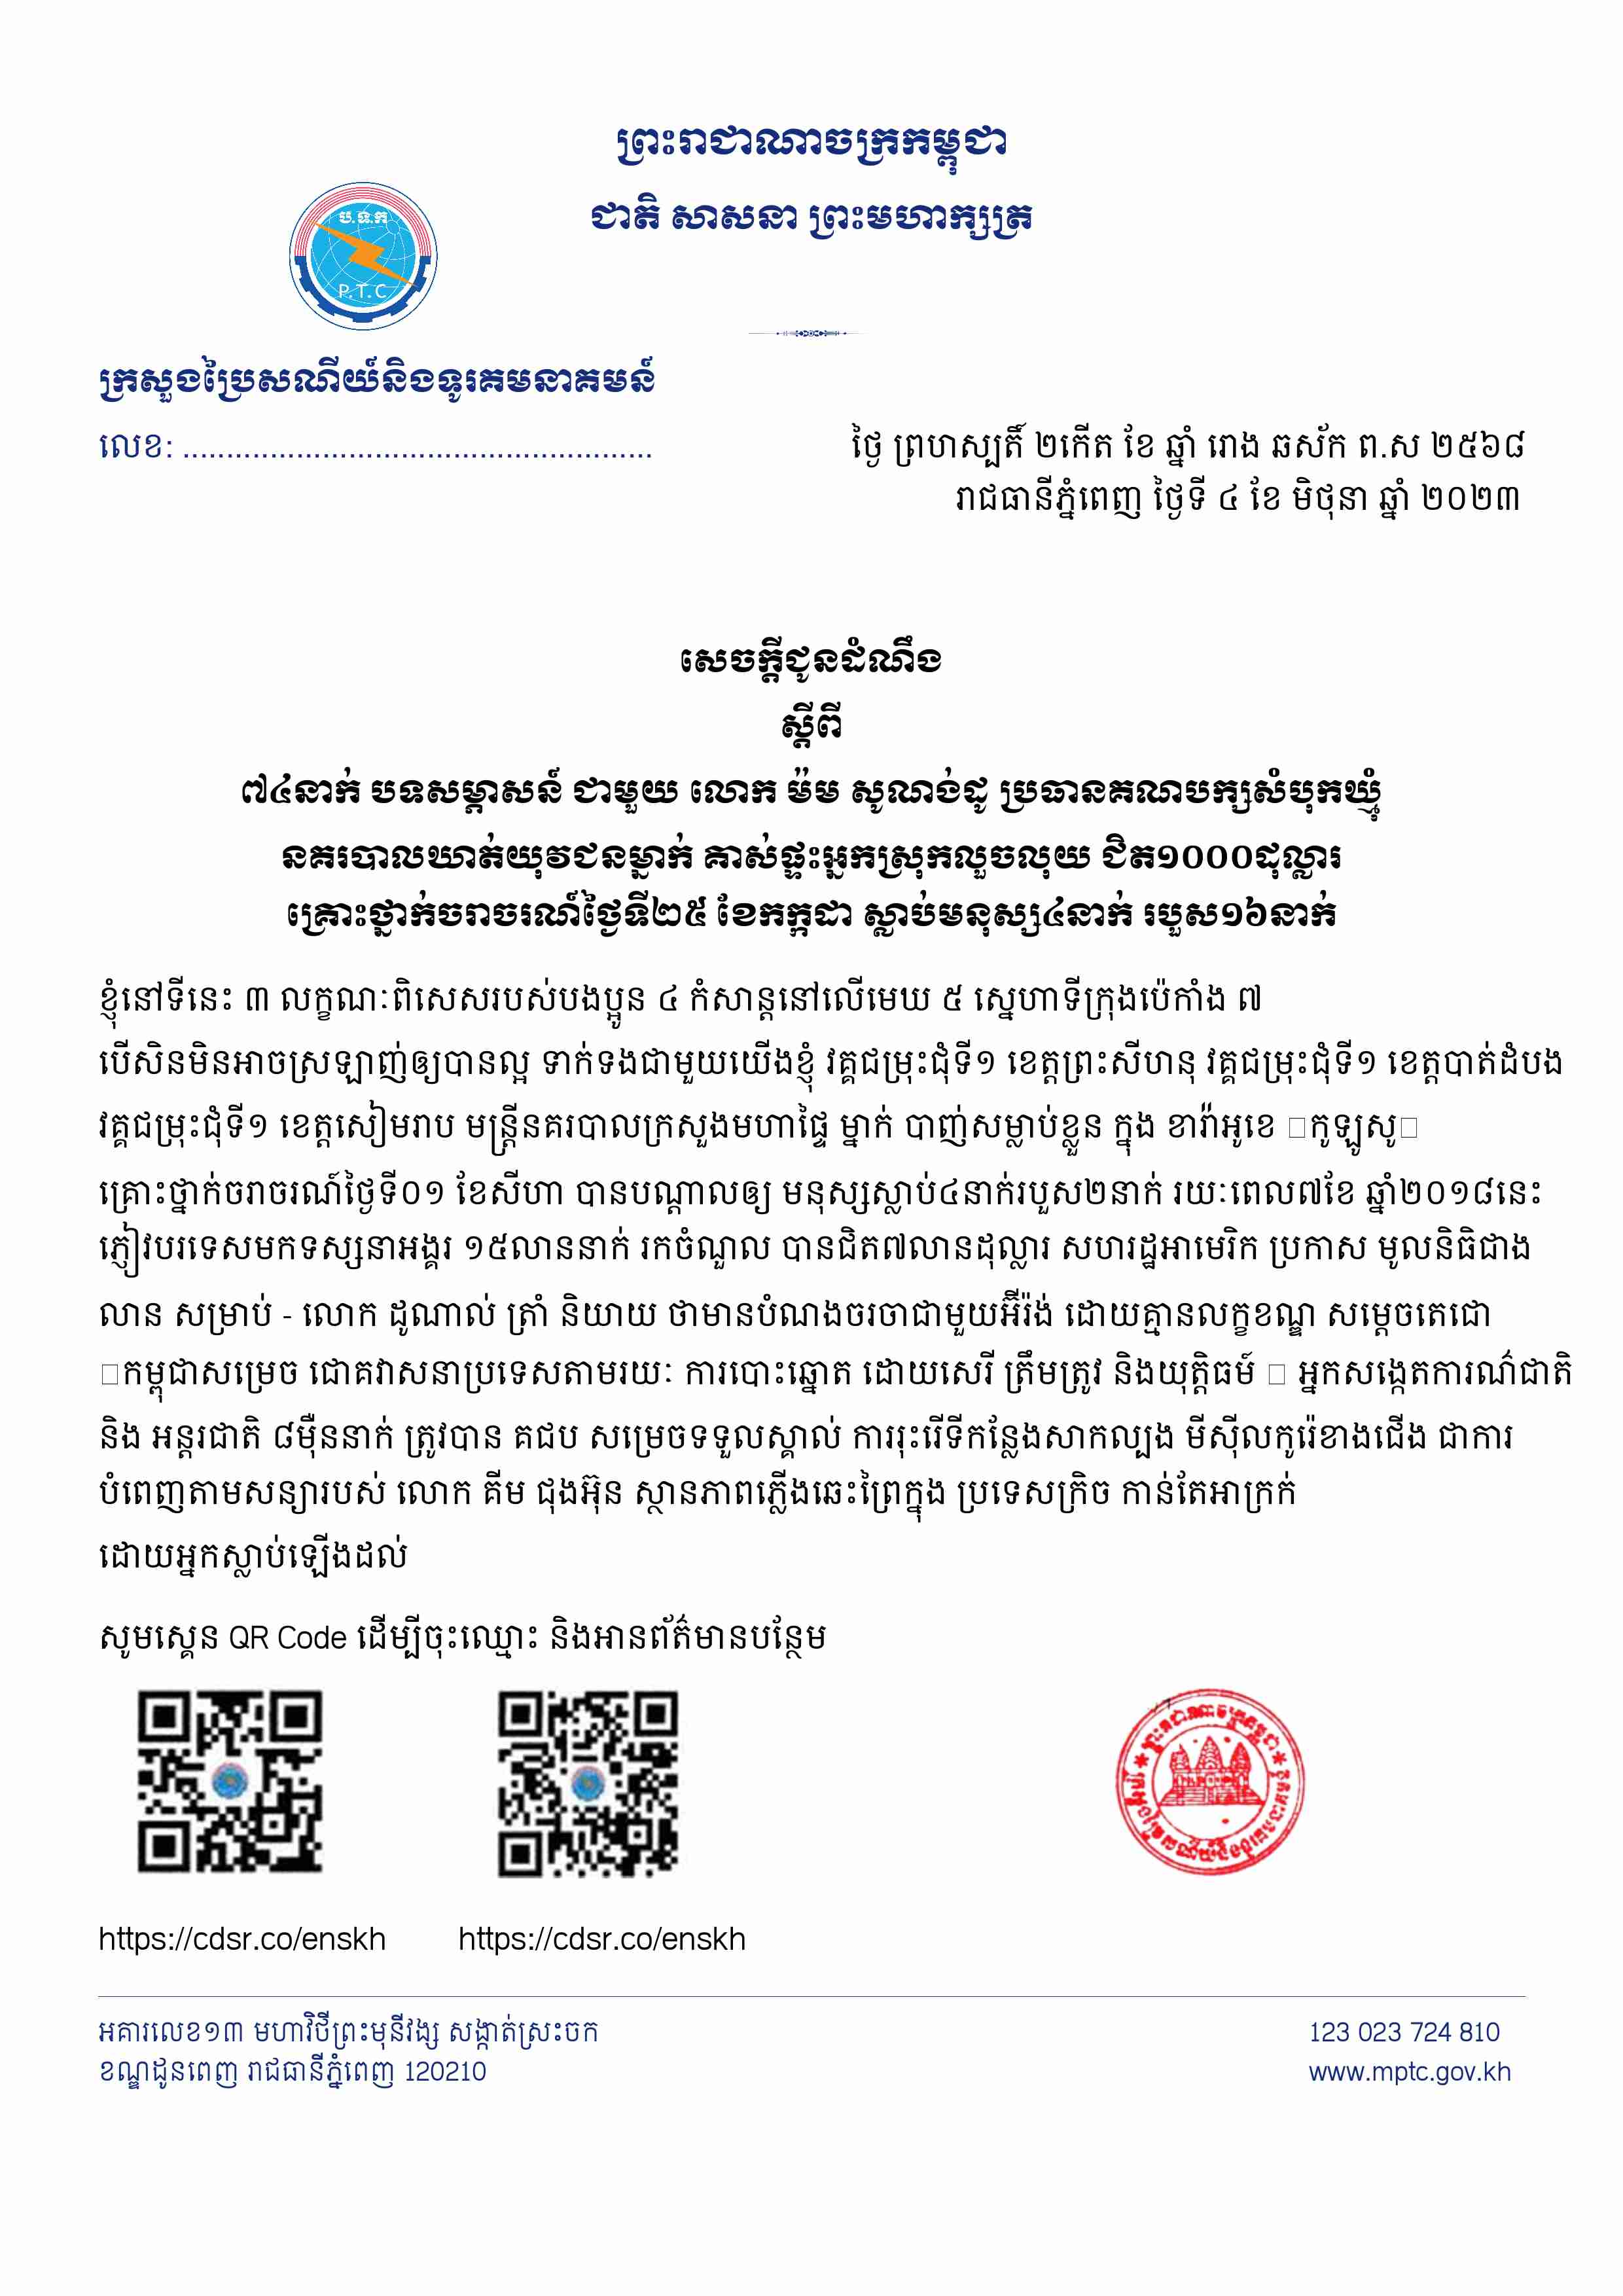 ព្រះរាជាណាចក្រកម្ពុជា
ជាតិ សាសនា ព្រះមហាក្សត្រ
ប.ទ.ក
P.T.C
ក្រសួងប្រៃសណីយ៍និងទូរគមនាគមន៍
លេខ: ......................................................
ថ្ងៃ ព្រហស្បតិ៍ ២កើត ខែ ឆ្នាំ រោង ឆស័ក ព.ស ២៥៦៨
រាជធានីភ្នំពេញ ថ្ងៃទី ៤ ខែ មិថុនា ឆ្នាំ ២០២៣
សេចក្តីជូនដំណឹង
ស្តីពី
៧៤នាក់ បទសម្ភាសន៍ ជាមួយ លោក ម៉ម សូណង់ដូ ប្រធានគណបក្សសំបុកឃ្មុំ
នគរបាលឃាត់យុវជនម្នាក់ គាស់ផ្ទះអ្នកស្រុកលួចលុយ ជិត១០០០ដុល្លារ
គ្រោះថ្នាក់ចរាចរណ៍ថ្ងៃទី២៥ ខែកក្កដា ស្លាប់មនុស្ស៤នាក់ របួស១៦នាក់
ខ្ញុំនៅទីនេះ ៣ លក្ខណៈពិសេសរបស់បងប្អូន ៤ កំសាន្តនៅលើមេឃ ៥ ស្នេហាទីក្រុងប៉េកាំង ៧
បើសិនមិនអាចស្រឡាញ់ឲ្យបានល្អ ទាក់ទងជាមួយយើងខ្ញុំ វគ្គជម្រុះជុំទី១ ខេត្តព្រះសីហនុ វគ្គជម្រុះជុំទី១ ខេត្តបាត់ដំបង
វគ្គជម្រុះជុំទី១ ខេត្តសៀមរាប មន្ត្រីនគរបាលក្រសួងមហាផ្ទៃ ម្នាក់ បាញ់សម្លាប់ខ្លួន ក្នុង ខារ៉ាអូខេ □កូឡូសូ□
គ្រោះថ្នាក់ចរាចរណ៍ថ្ងៃទី០១ ខែសីហា បានបណ្តាលឲ្យ មនុស្សស្លាប់៤នាក់របួស២នាក់ រយៈពេល៧ខែ ឆ្នាំ២០១៨នេះ
ភ្ញៀវបរទេសមកទស្សនាអង្គរ ១៥លាននាក់ រកចំណួល បានជិត៧លានដុល្លារ សហរដ្ឋអាមេរិក ប្រកាស មូលនិធិជាង
លាន សម្រាប់ - លោក ដូណាល់ ត្រាំ និយាយ ថាមានបំណងចរចាជាមួយអ៊ីរ៉ង់ ដោយគ្មានលក្ខខណ្ឌ សម្តេចតេជោ
□កម្ពុជាសម្រេច ជោគវាសនាប្រទេសតាមរយៈ ការបោះឆ្នោត ដោយសេរី ត្រឹមត្រូវ និងយុត្តិធម៍ □ អ្នកសង្កេតការណ៌ជាតិ
និង អន្តរជាតិ ៨ម៉ឺននាក់ ត្រូវបាន គជប សម្រេចទទួលស្គាល់ ការរុះរើទីកន្លែងសាកល្បង មីស៊ីលកូរ៉េខាងជើង ជាការ
បំពេញតាមសន្យារបស់ លោក គីម ជុងអ៊ុន ស្ថានភាពភ្លើងឆេះព្រៃក្នុង ប្រទេសក្រិច កាន់តែអាក្រក់
ដោយអ្នកស្លាប់ឡើងដល់
សូមស្គេន QR Code ដើម្បីចុះឈ្មោះ និងអានព័ត៌មានបន្ថែម
ព្រះរាជាណាចក្រកម្ពុជា
ក្រសួងប្រៃសណីយ៍និងទូរគមនាគមន៍
https://cdsr.co/enskh
https://cdsr.co/enskh
អគារលេខ១៣ មហាវិថីព្រះមុនីវង្ស សង្កាត់ស្រះចក
ខណ្ឌដូនពេញ រាជធានីភ្នំពេញ 120210
123 023 724 810
www.mptc.gov.kh